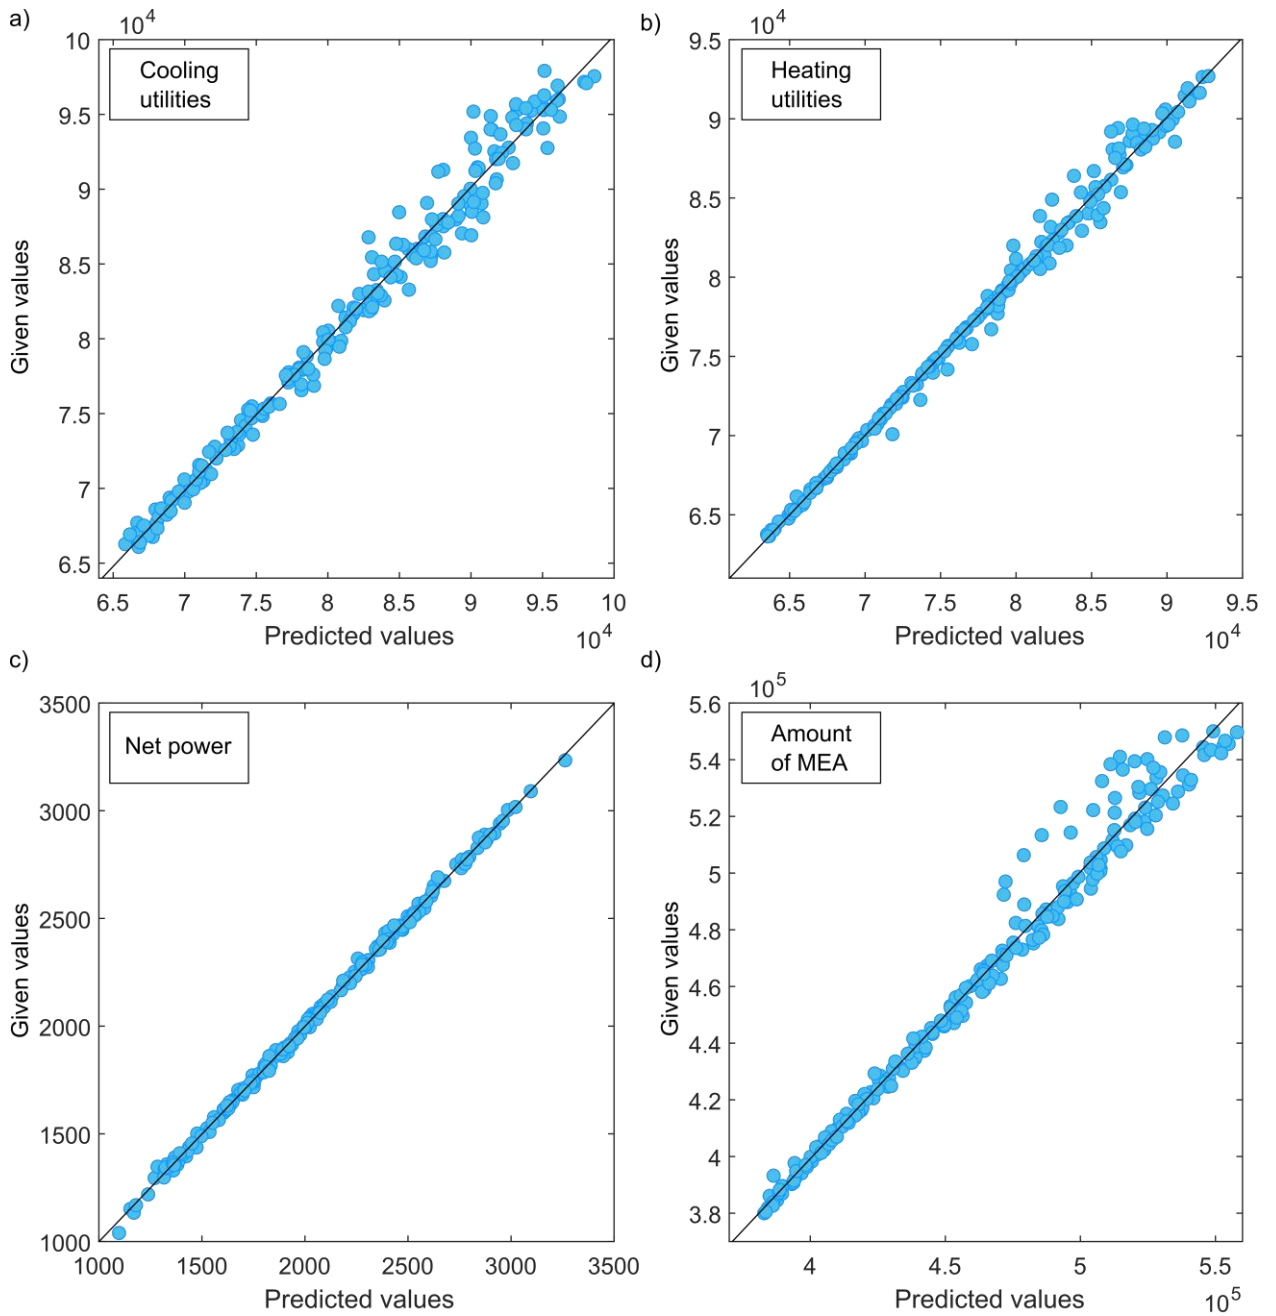 a)
10^4
10
9.5
9
8.5
8
7.5
7
6.5
Cooling
utilities
Given values
6.5 7 7.5 8 8.5 9 9.5 10
Predicted values
10^4
b)
10^4
9.5
9
8.5
8
7.5
7
6.5
Heating
utilities
Given values
6.5 7 7.5 8 8.5 9 9.5
Predicted values
10^4
c)
3500
3000
2500
2000
1500
1000
Net power
Given values
1000 1500 2000 2500 3000 3500
Predicted values
d)
10^5
5.6
5.4
5.2
5
4.8
4.6
4.4
4.2
4
3.8
Amount
of MEA
Given values
4 4.5 5 5.5
Predicted values
10^5